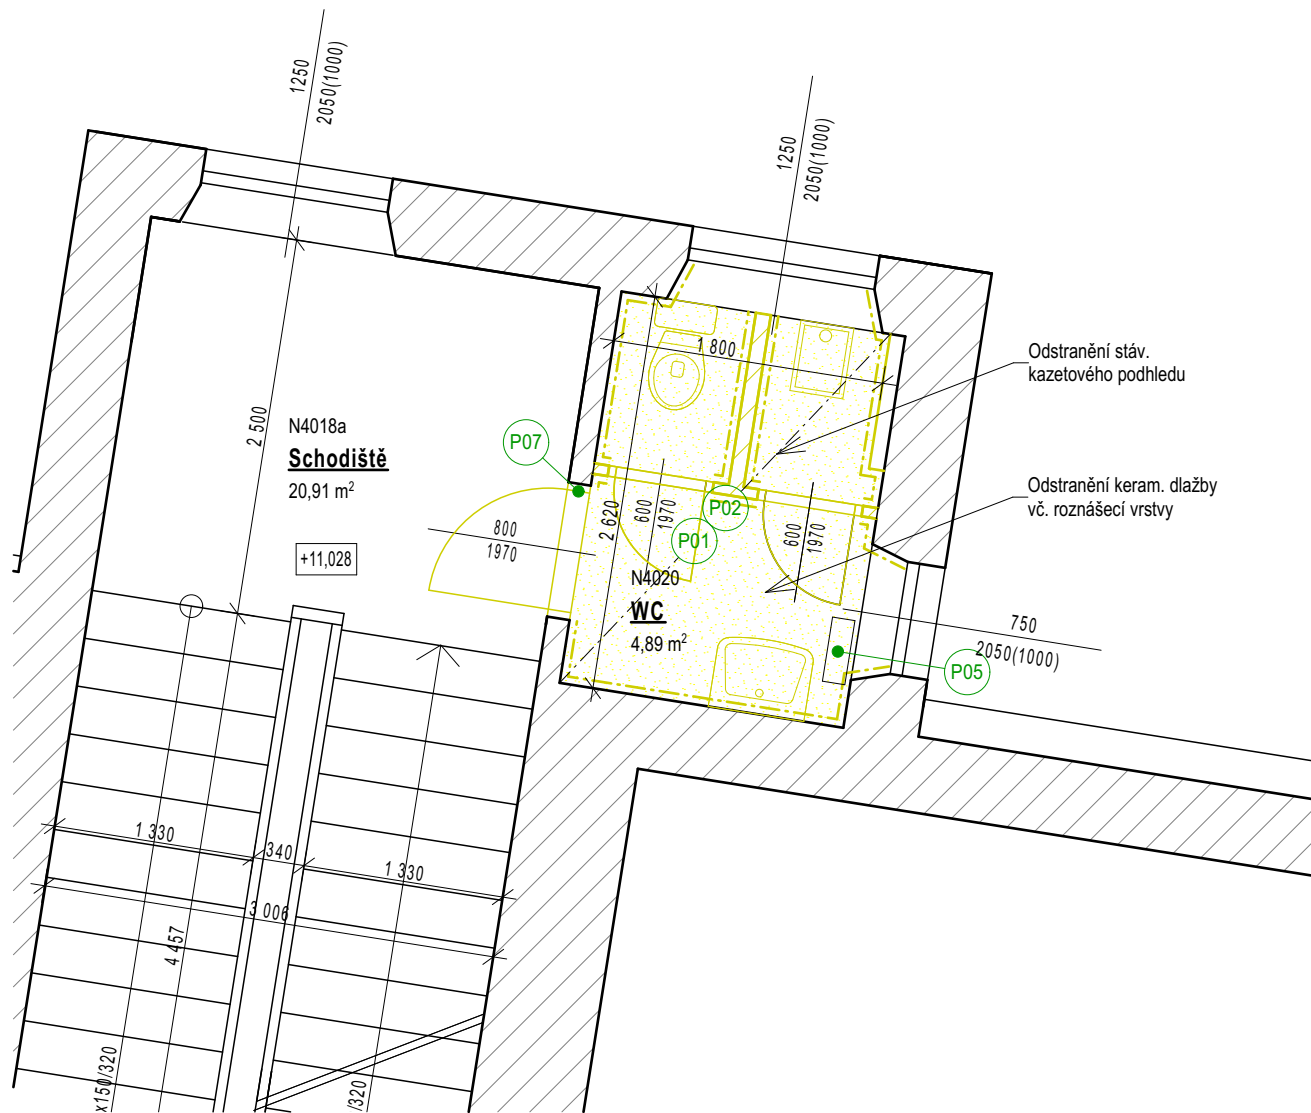 1250
2050(1000)
1250
2050(1000)
Odstranění stáv.
kazetového podhledu
1 800
N4018a
Schodiště
20,91 m²
2 500
P07
Odstranění keram. dlažby
vč. roznášecí vrstvy
600
1970
P02
P01
2 620
600
1970
800
1970
+11,028
N4020
WC
4,89 m²
750
2050(1000)
P05
1 330
340
1 330
3 006
4 457
x150/320
/320